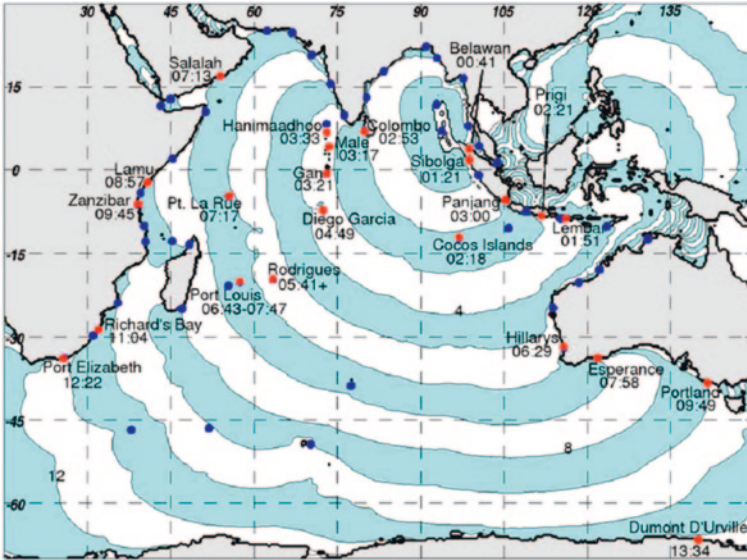 30 45 60 75 90 105 120 135
Belawan
00:41
Salalah
07:13
15
Prigi
02:21
Hanimaadhoo
03:33
Colombo
02:53
Male
03:17
Sibolga
01:21
0
Gan
03:21
Lamu
08:57
Zanzibar
09:45
Pt. La Rue
07:17
Panjang
03:00
Diego Garcia
04:49
Lembar
01:51
-15
Cocos Islands
02:18
Rodrigues
05:41+
Port Louis
06:43-07:47
4
Richard's Bay
11:04
-30
Hillarys
06:29
Port Elizabeth
12:22
Esperance
07:58
Portland
09:49
-45
8
12
-60
Dumont D'Urville
13:34